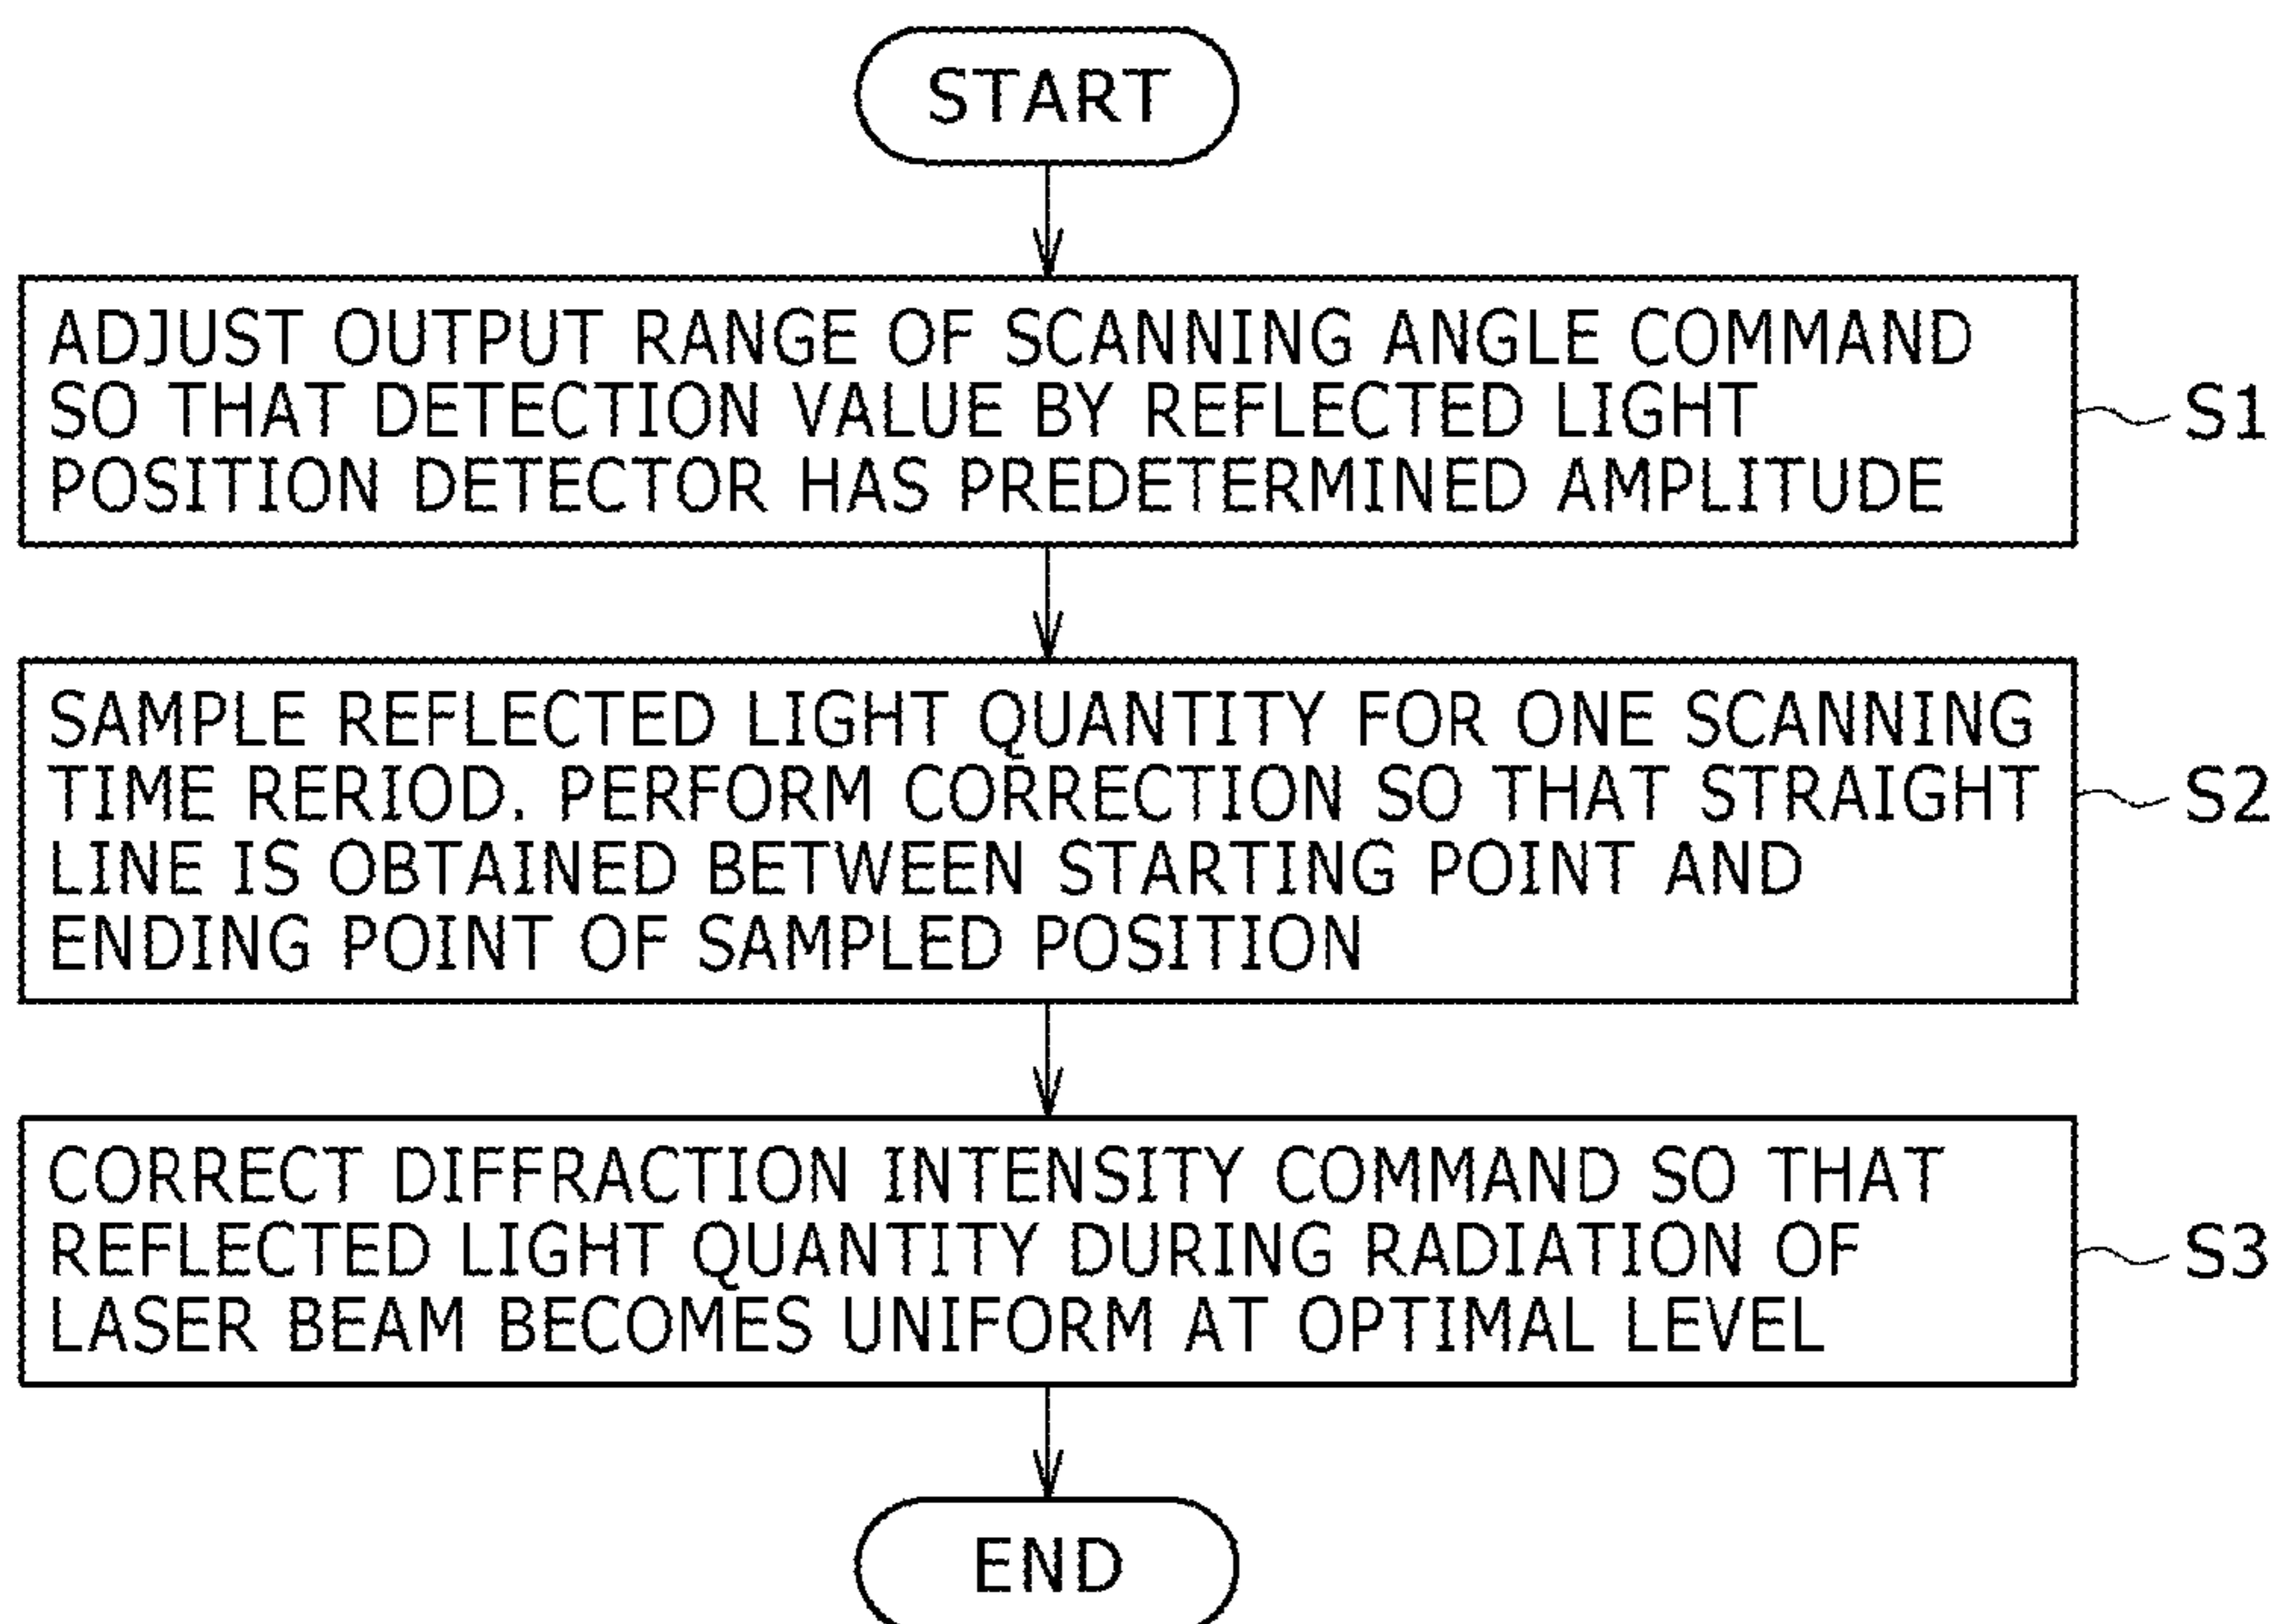 START
ADJUST OUTPUT RANGE OF SCANNING ANGLE COMMAND
SO THAT DETECTION VALUE BY REFLECTED LIGHT
POSITION DETECTOR HAS PREDETERMINED AMPLITUDE
S1
SAMPLE REFLECTED LIGHT QUANTITY FOR ONE SCANNING
TIME RERIOD. PERFORM CORRECTION SO THAT STRAIGHT
LINE IS OBTAINED BETWEEN STARTING POINT AND
ENDING POINT OF SAMPLED POSITION
S2
CORRECT DIFFRACTION INTENSITY COMMAND SO THAT
REFLECTED LIGHT QUANTITY DURING RADIATION OF
LASER BEAM BECOMES UNIFORM AT OPTIMAL LEVEL
S3
END